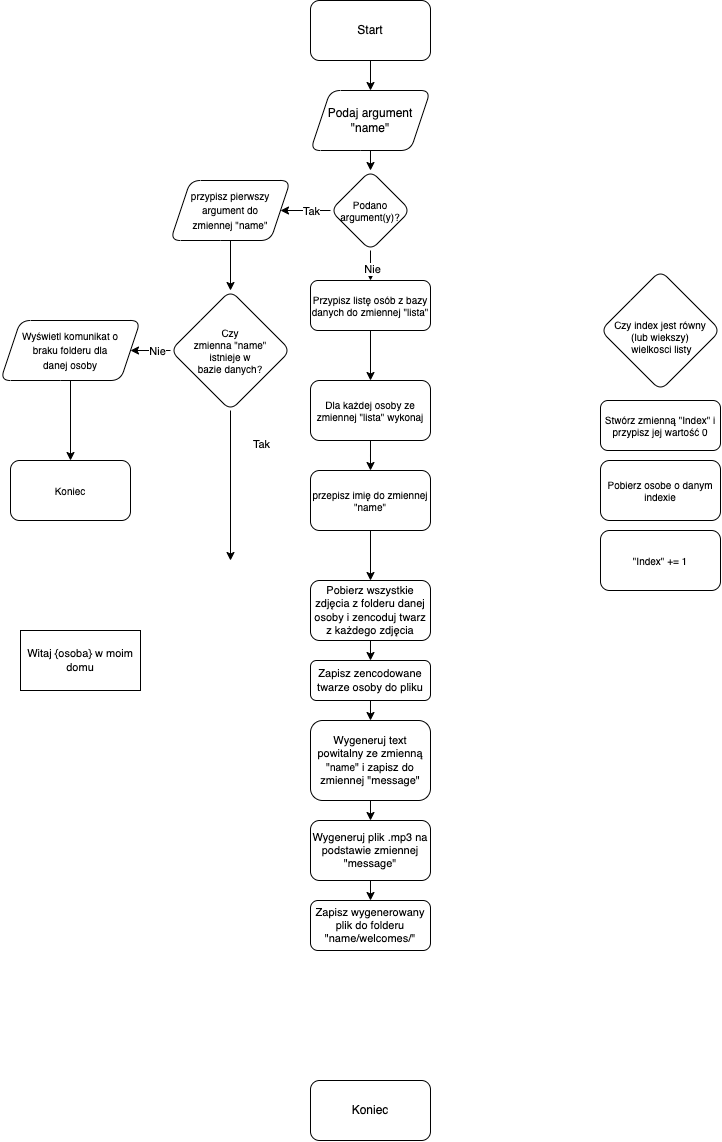 Start
Podaj argument
"name"
Podano
argument(y)?
Tak
przypisz pierwszy
argument do
zmiennej "name"
Nie
Przypisz listę osób z bazy
danych do zmiennej "lista"
Czy
zmienna "name"
istnieje w
bazie danych?
Nie
Wyświetl komunikat o
braku folderu dla
danej osoby
Koniec
Tak
Dla każdej osoby ze
zmiennej "lista" wykonaj
przepisz imię do zmiennej
"name"
Pobierz wszystkie
zdjęcia z folderu danej
osoby i zencoduj twarz
z każdego zdjęcia
Zapisz zencodowane
twarze osoby do pliku
Wygeneruj text
powitalny ze zmienną
"name" i zapisz do
zmiennej "message"
Wygeneruj plik .mp3 na
podstawie zmiennej
"message"
Zapisz wygenerowany
plik do folderu
"name/welcomes/"
Koniec
Witaj {osoba} w moim
domu
Czy index jest równy
(lub wiekszy)
wielkosci listy
Stwórz zmienną "Index" i
przypisz jej wartość 0
Pobierz osobe o danym
indexie
"Index" += 1